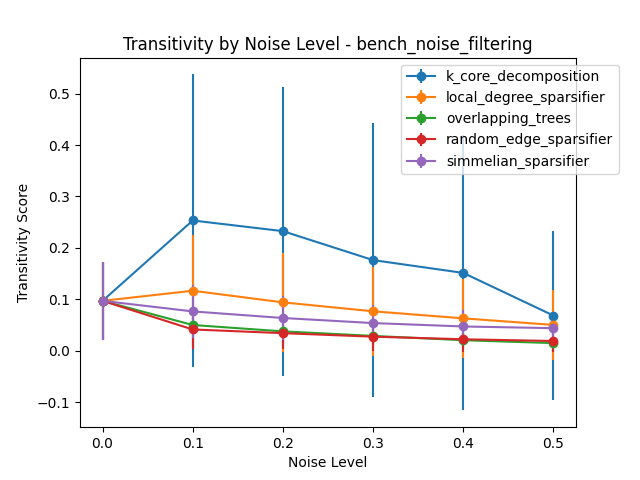 Transitivity by Noise Level - bench_noise_filtering
k_core_decomposition
local_degree_sparsifier
overlapping_trees
random_edge_sparsifier
simmelian_sparsifier
Transitivity Score
0.5
0.4
0.3
0.2
0.1
0.0
−0.1
0.0 0.1 0.2 0.3 0.4 0.5
Noise Level